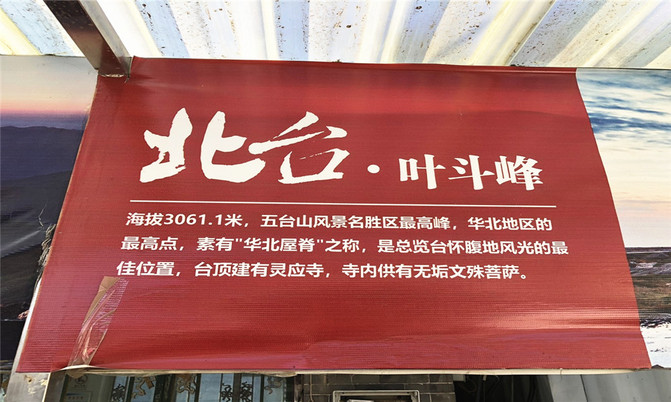 北台·叶斗峰
海拔3061.1米，五台山风景名胜区最高峰，华北地区的
最高点，素有"华北屋脊"之称，是总览台怀腹地风光的最
佳位置，台顶建有灵应寺，寺内供有无垢文殊菩萨。